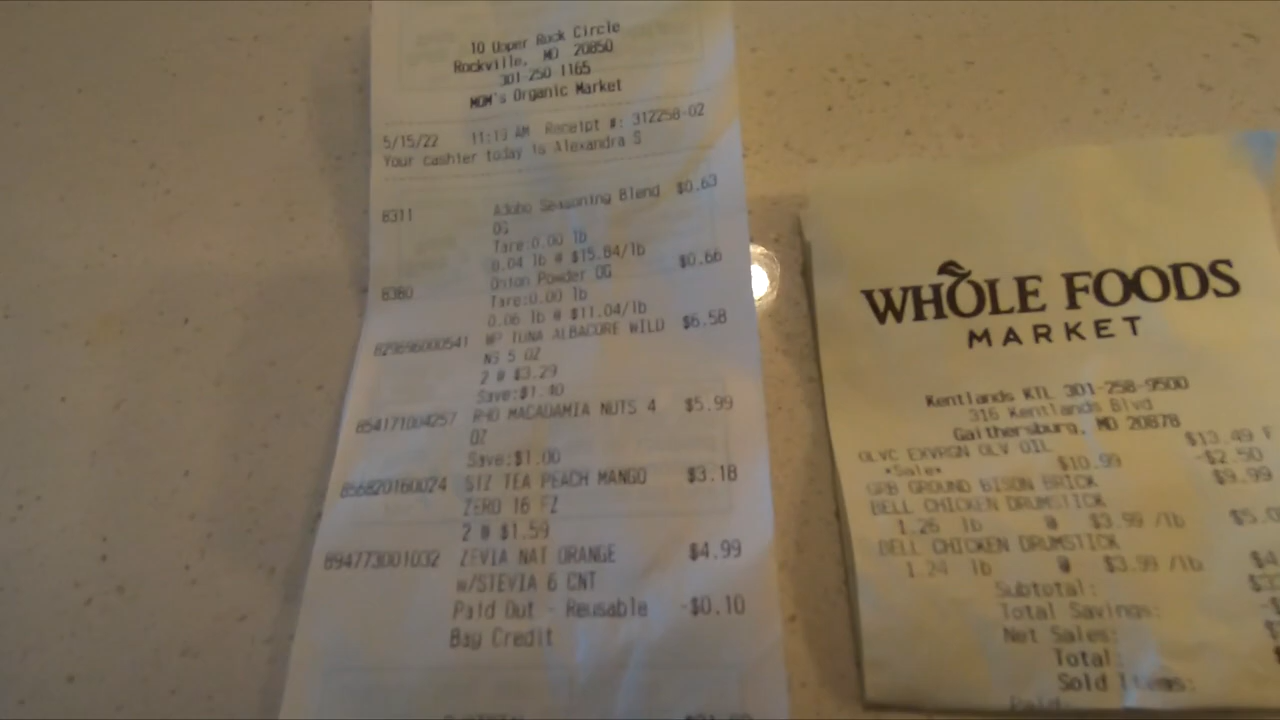 10 Upper Rock Circle
Rockville, MD 20850
301-250-1165
MOM's Organic Market
5/15/22 11:19 AM Receipt #: 312258-02
Your cashier today is Alexandra S
8311 Adobo Seasoning Blend $0.63
OG
Tare:0.00 lb
0.04 lb @ $15.84/lb
8380 Onion Powder OG $0.66
Tare:0.00 lb
0.06 lb @ $11.04/lb
829696000541 WP TUNA ALBACORE WILD $6.58
NS 5 OZ
2 @ $3.29
Save:$1.40
854171004257 RHO MACADAMIA NUTS 4 $5.99
OZ
Save:$1.00
856820160024 STZ TEA PEACH MANGO $3.18
ZERO 16 FZ
2 @ $1.59
894773001032 ZEVIA NAT ORANGE $4.99
w/STEVIA 6 CNT
Paid Out - Reusable -$0.10
Bag Credit
WHOLE FOODS
MARKET
Kentlands KTL 301-258-9500
316 Kentlands Blvd
Gaithersburg, MD 20878
OLVC EXVRGN OLV OIL $13.49 F
*Sale* $10.99 -$2.50
GRB GROUND BISON BRICK $9.99
BELL CHICKEN DRUMSTICK
1.26 lb @ $3.99 /lb
BELL CHICKEN DRUMSTICK
1.24 lb @ $3.99 /lb
Subtotal:
Total Savings:
Net Sales:
Total:
Sold Items: